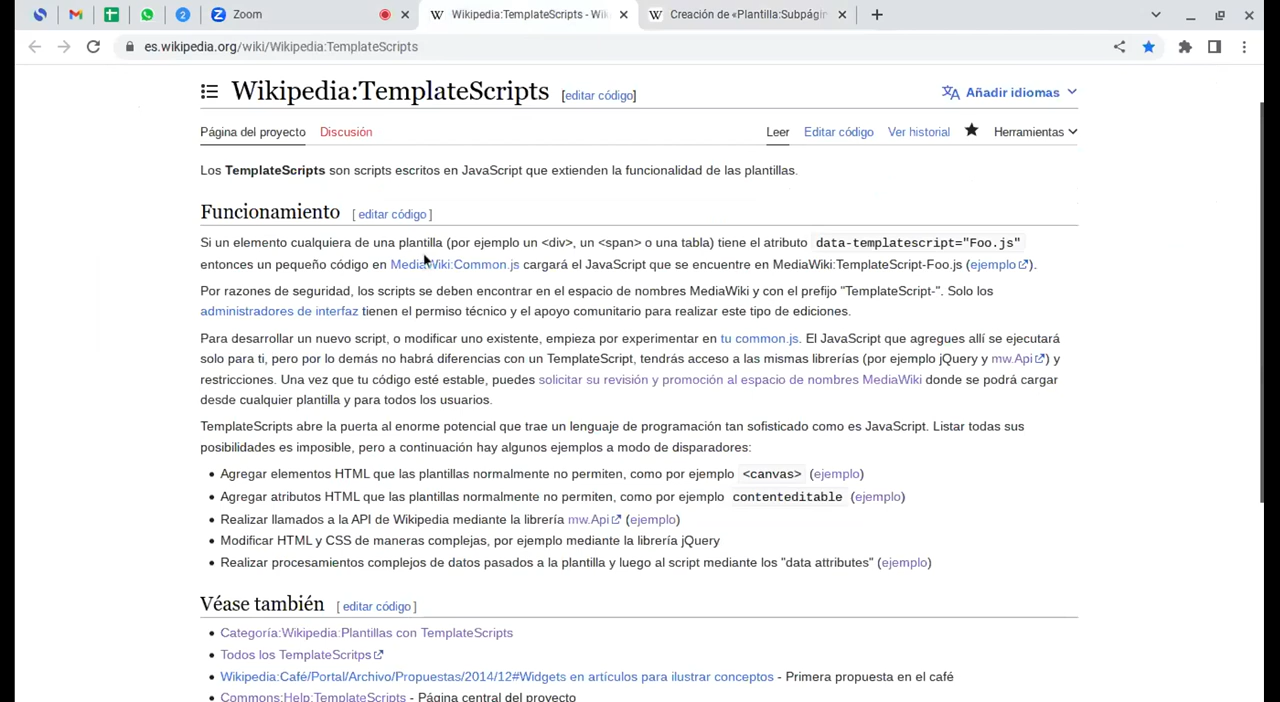 2
Zoom
Wikipedia:TemplateScripts - Wik
Creación de «Plantilla:Subpágin
es.wikipedia.org/wiki/Wikipedia:TemplateScripts
Wikipedia:TemplateScripts [editar código]
Añadir idiomas
Página del proyecto Discusión Leer Editar código Ver historial Herramientas
Los TemplateScripts son scripts escritos en JavaScript que extienden la funcionalidad de las plantillas.
Funcionamiento [ editar código ]
Si un elemento cualquiera de una plantilla (por ejemplo un <div>, un <span> o una tabla) tiene el atributo data-templatescript="Foo.js"
entonces un pequeño código en MediaWiki:Common.js cargará el JavaScript que se encuentre en MediaWiki:TemplateScript-Foo.js (ejemplo).
Por razones de seguridad, los scripts se deben encontrar en el espacio de nombres MediaWiki y con el prefijo "TemplateScript-". Solo los
administradores de interfaz tienen el permiso técnico y el apoyo comunitario para realizar este tipo de ediciones.
Para desarrollar un nuevo script, o modificar uno existente, empieza por experimentar en tu common.js. El JavaScript que agregues allí se ejecutará
solo para ti, pero por lo demás no habrá diferencias con un TemplateScript, tendrás acceso a las mismas librerías (por ejemplo jQuery y mw.Api) y
restricciones. Una vez que tu código esté estable, puedes solicitar su revisión y promoción al espacio de nombres MediaWiki donde se podrá cargar
desde cualquier plantilla y para todos los usuarios.
TemplateScripts abre la puerta al enorme potencial que trae un lenguaje de programación tan sofisticado como es JavaScript. Listar todas sus
posibilidades es imposible, pero a continuación hay algunos ejemplos a modo de disparadores:
• Agregar elementos HTML que las plantillas normalmente no permiten, como por ejemplo <canvas> (ejemplo)
• Agregar atributos HTML que las plantillas normalmente no permiten, como por ejemplo contenteditable (ejemplo)
• Realizar llamados a la API de Wikipedia mediante la librería mw.Api (ejemplo)
• Modificar HTML y CSS de maneras complejas, por ejemplo mediante la librería jQuery
• Realizar procesamientos complejos de datos pasados a la plantilla y luego al script mediante los "data attributes" (ejemplo)
Véase también [ editar código ]
• Categoría:Wikipedia:Plantillas con TemplateScripts
• Todos los TemplateScritps
• Wikipedia:Café/Portal/Archivo/Propuestas/2014/12#Widgets en artículos para ilustrar conceptos - Primera propuesta en el café
• Commons:Help:TemplateScripts - Página central del proyecto